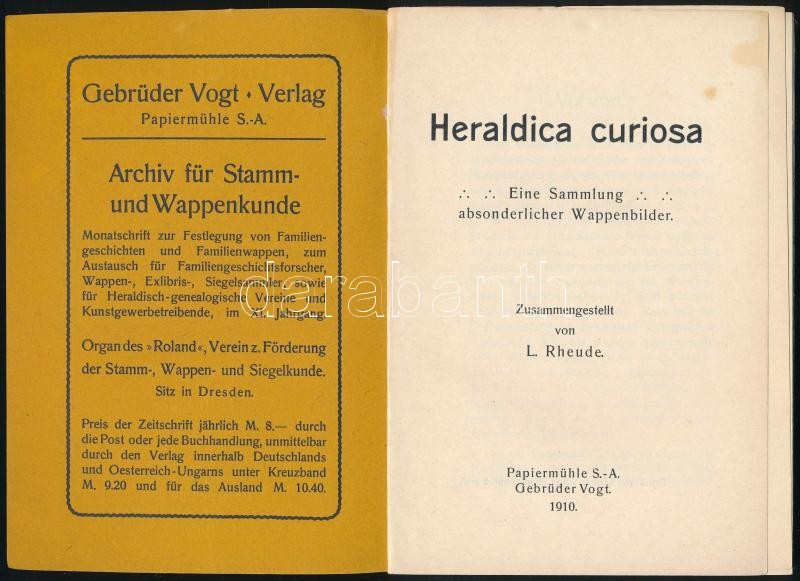 Gebrüder Vogt ⬧ Verlag
Papiermühle S.-A.
Archiv für Stamm-
und Wappenkunde
Monatschrift zur Festlegung von Familien-
geschichten und Familienwappen, zum
Austausch für Familiengeschichtsforscher,
Wappen-, Exlibris-, Siegelsammler, sowie
für Heraldisch-genealogische Vereine und
Kunstgewerbetreibende, im XI. Jahrgang.
Organ des »Roland«, Verein z. Förderung
der Stamm-, Wappen- und Siegelkunde.
Sitz in Dresden.
Preis der Zeitschrift jährlich M. 8.— durch
die Post oder jede Buchhandlung, unmittelbar
durch den Verlag innerhalb Deutschlands
und Oesterreich-Ungarns unter Kreuzband
M. 9.20 und für das Ausland M. 10.40.
Heraldica curiosa
∴ ∴ Eine Sammlung ∴ ∴
absonderlicher Wappenbilder.
Zusammengestellt
von
L. Rheude.
Papiermühle S.-A.
Gebrüder Vogt.
1910.
darabanth